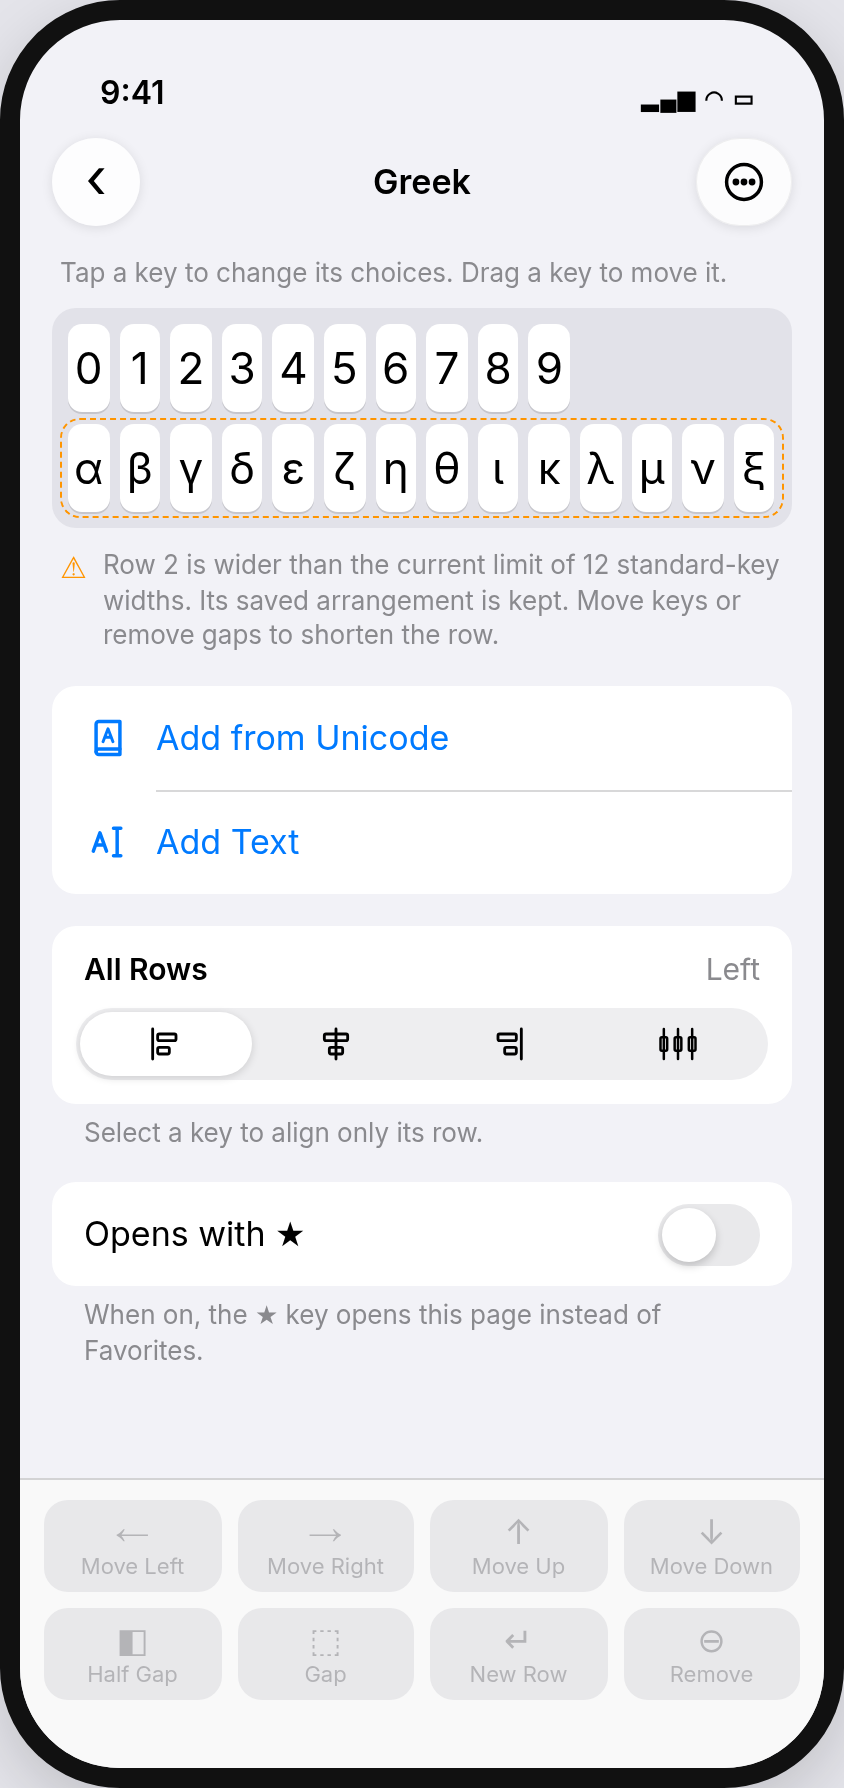 9:41
Greek
Tap a key to change its choices. Drag a key to move it.
0 1 2 3 4 5 6 7 8 9
α β γ δ ε ζ η θ ι κ λ μ ν ξ
⚠ Row 2 is wider than the current limit of 12 standard-key
widths. Its saved arrangement is kept. Move keys or
remove gaps to shorten the row.
Add from Unicode
Add Text
All Rows Left
Select a key to align only its row.
Opens with ★
When on, the ★ key opens this page instead of
Favorites.
← → ↑ ↓
Move Left Move Right Move Up Move Down
Half Gap Gap New Row Remove